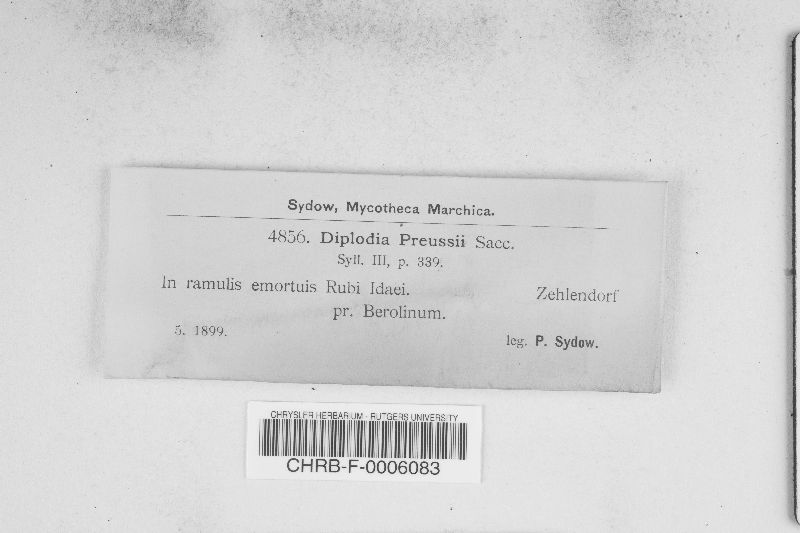 Sydow, Mycotheca Marchica.
4856. Diplodia Preussii Sacc.
Syll. III, p. 339.
In ramulis emortuis Rubi Idaei. Zehlendorf
pr. Berolinum.
5. 1899. leg. P. Sydow.
CHRYSLER HERBARIUM - RUTGERS UNIVERSITY
CHRB-F-0006083